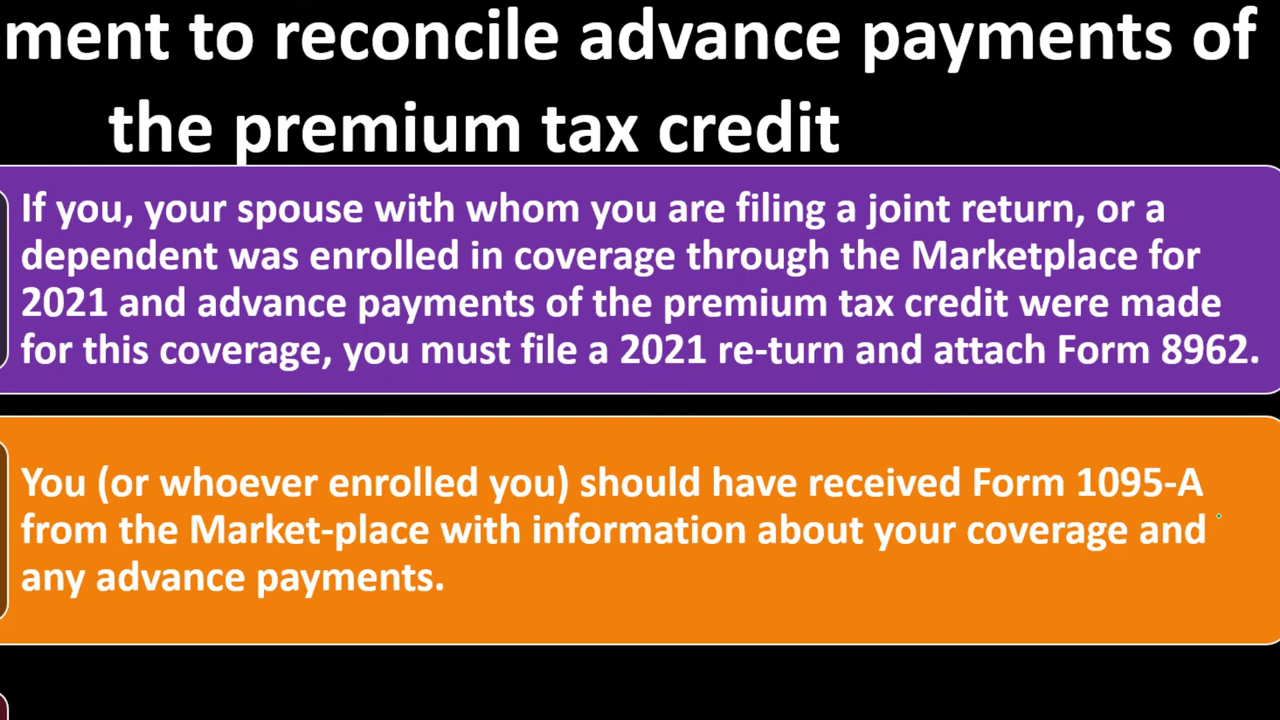 ment to reconcile advance payments of
the premium tax credit
If you, your spouse with whom you are filing a joint return, or a
dependent was enrolled in coverage through the Marketplace for
2021 and advance payments of the premium tax credit were made
for this coverage, you must file a 2021 re-turn and attach Form 8962.
You (or whoever enrolled you) should have received Form 1095-A
from the Market-place with information about your coverage and
any advance payments.